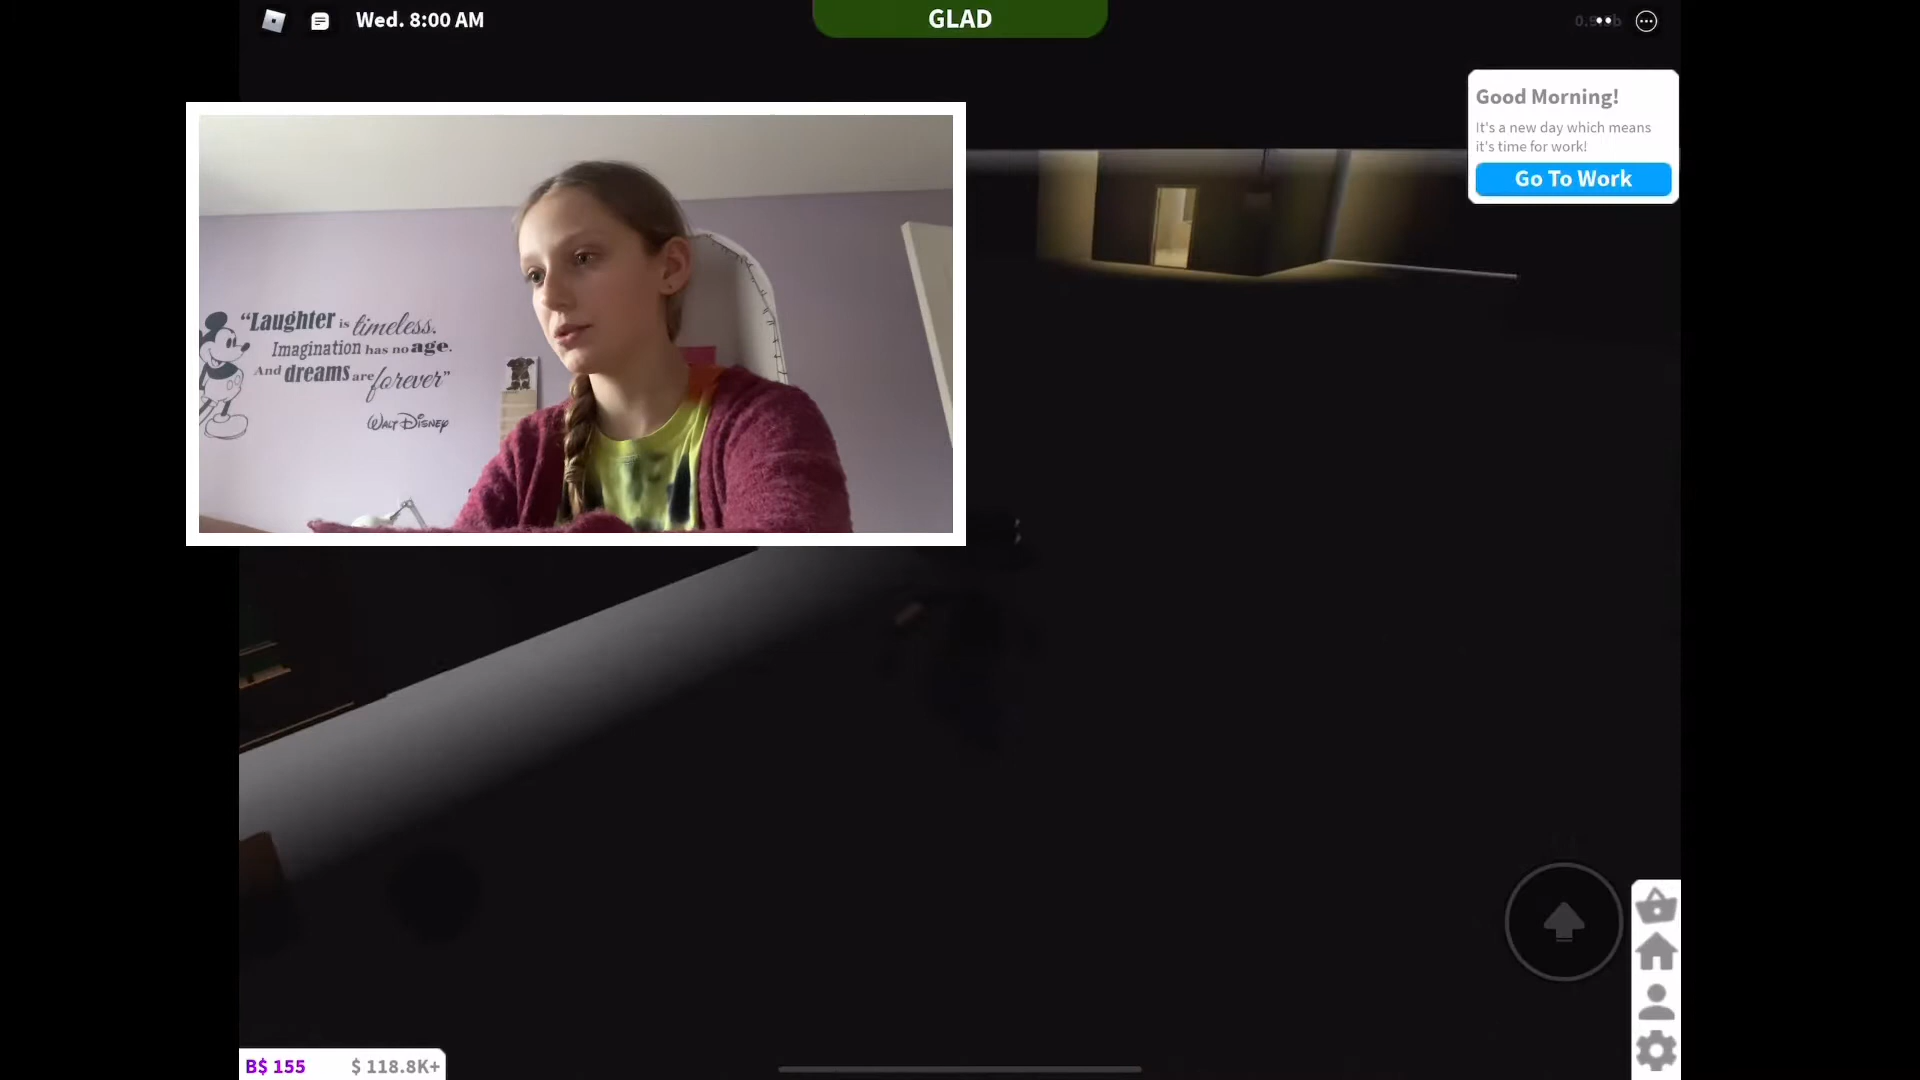 Wed. 8:00 AM
GLAD
Good Morning!
It's a new day which means
it's time for work!
Go To Work
“Laughter is timeless.
Imagination has no age.
And dreams are forever”
WALT DISNEY
B$ 155
$ 118.8K+